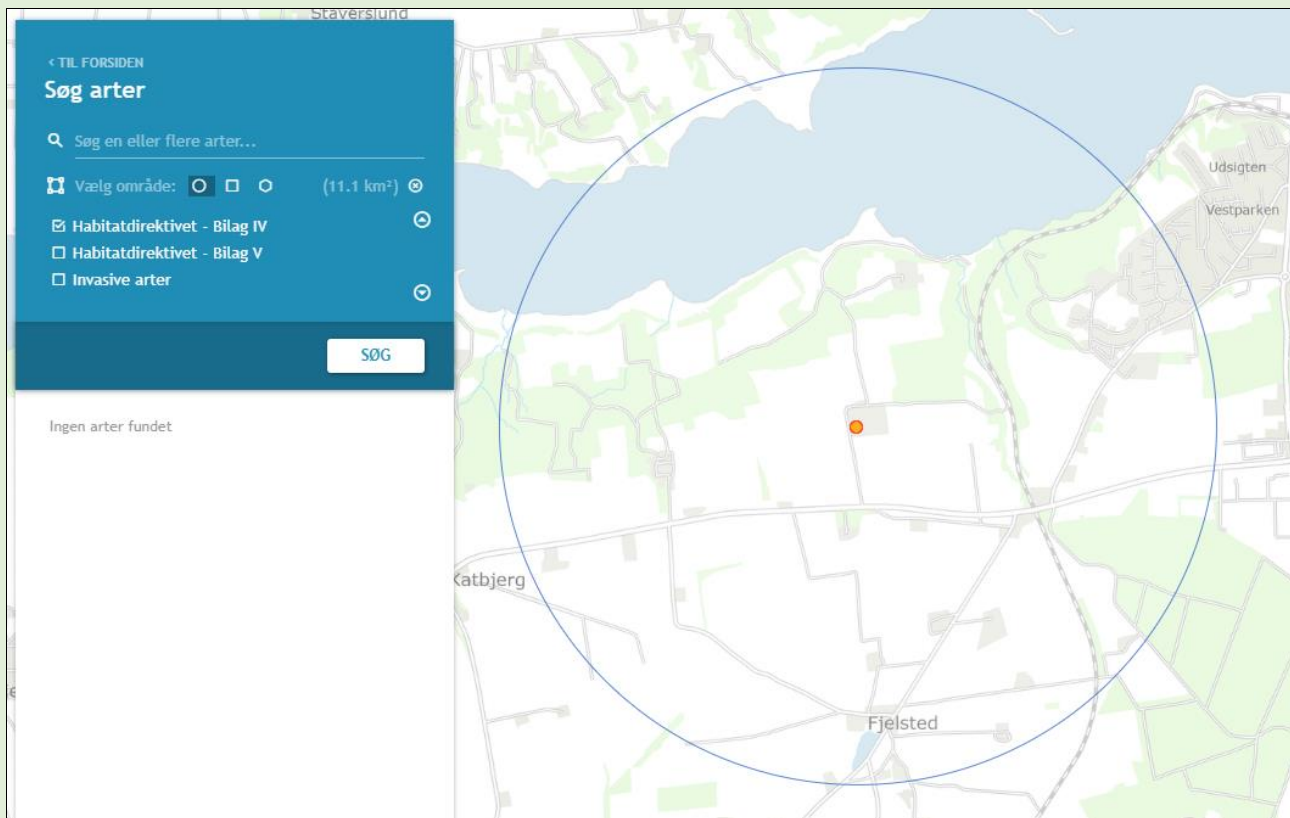 Staverslund
< TIL FORSIDEN
Søg arter
Søg en eller flere arter...
Vælg område: (11.1 km²)
Habitatdirektivet - Bilag IV
Habitatdirektivet - Bilag V
Invasive arter
SØG
Ingen arter fundet
Udsigten
Vestparken
Katbjerg
Fjelsted